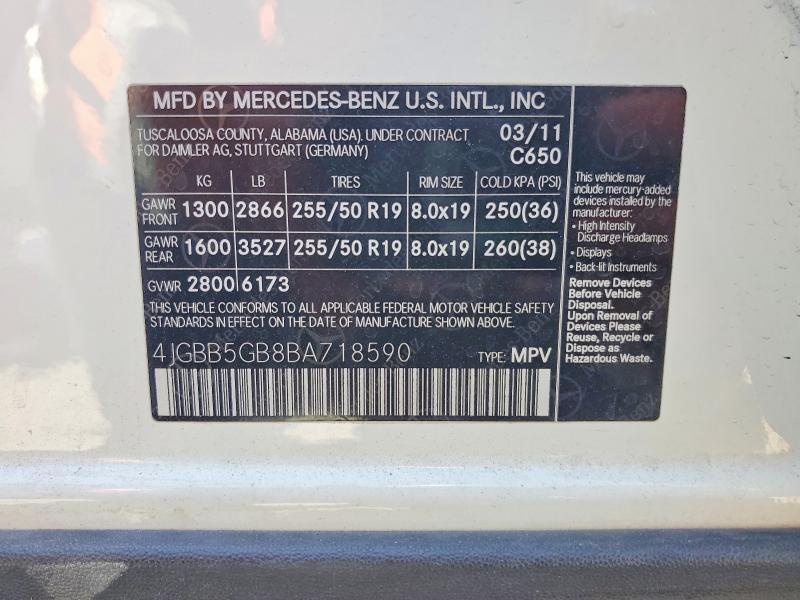 MFD BY MERCEDES-BENZ U.S. INTL., INC
TUSCALOOSA COUNTY, ALABAMA (USA). UNDER CONTRACT 03/11
FOR DAIMLER AG, STUTTGART (GERMANY) C650
KG LB TIRES RIM SIZE COLD KPA (PSI)
GAWR FRONT 1300 2866 255/50 R19 8.0x19 250(36)
GAWR REAR 1600 3527 255/50 R19 8.0x19 260(38)
GVWR 2800 6173
THIS VEHICLE CONFORMS TO ALL APPLICABLE FEDERAL MOTOR VEHICLE SAFETY
STANDARDS IN EFFECT ON THE DATE OF MANUFACTURE SHOWN ABOVE.
4JGBB5GB8BA718590 TYPE: MPV
This vehicle may
include mercury-added
devices installed by the
manufacturer:
• High Intensity
Discharge Headlamps
• Displays
• Back-lit Instruments
Remove Devices
Before Vehicle
Disposal.
Upon Removal of
Devices Please
Reuse, Recycle or
Dispose as
Hazardous Waste.